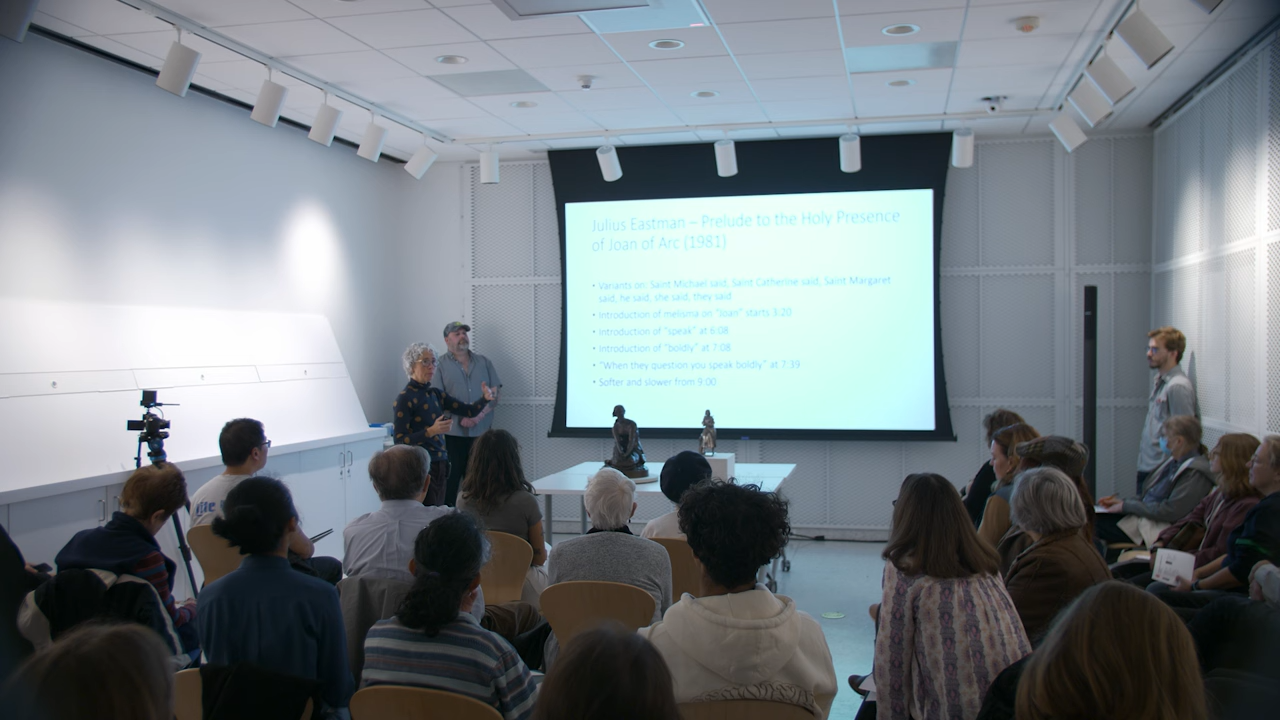 Julius Eastman – Prelude to the Holy Presence
of Joan of Arc (1981)
• Variants on: Saint Michael said, Saint Catherine said, Saint Margaret
said, he said, she said, they said
• Introduction of melisma on "Joan" starts 3:20
• Introduction of "speak" at 6:08
• Introduction of "boldly" at 7:08
• "When they question you speak boldly" at 7:39
• Softer and slower from 9:00